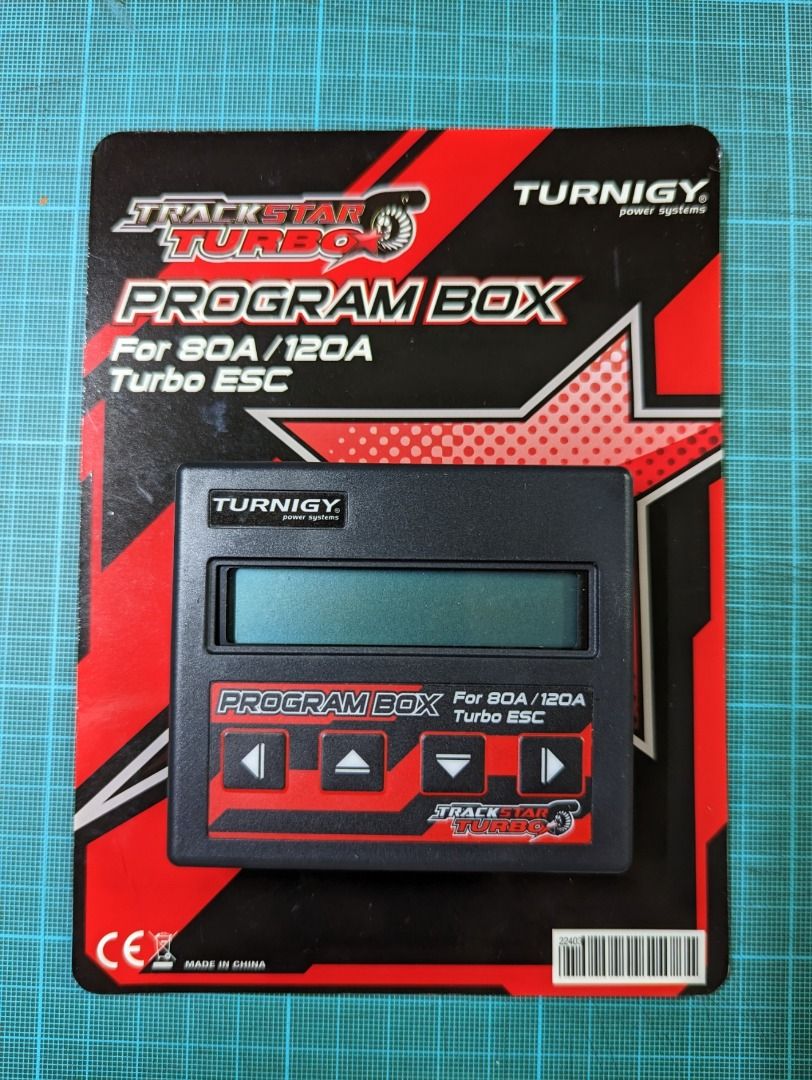 TRACKSTAR
TURBO
TURNIGY®
power systems
PROGRAM BOX
For 80A/120A
Turbo ESC
TURNIGY®
power systems
PROGRAM BOX
For 80A/120A
Turbo ESC
TRACKSTAR
TURBO
CE
MADE IN CHINA